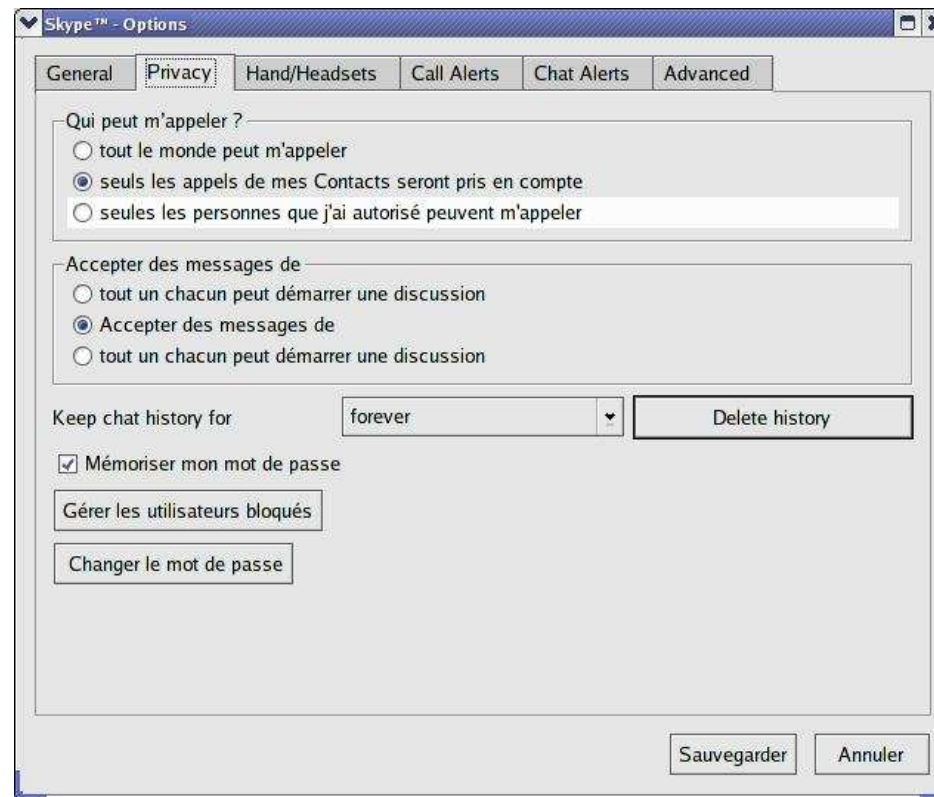 Skype™ - Options
General Privacy Hand/Headsets Call Alerts Chat Alerts Advanced
Qui peut m'appeler ?
tout le monde peut m'appeler
seuls les appels de mes Contacts seront pris en compte
seules les personnes que j'ai autorisé peuvent m'appeler
Accepter des messages de
tout un chacun peut démarrer une discussion
Accepter des messages de
tout un chacun peut démarrer une discussion
Keep chat history for forever Delete history
Mémoriser mon mot de passe
Gérer les utilisateurs bloqués
Changer le mot de passe
Sauvegarder Annuler